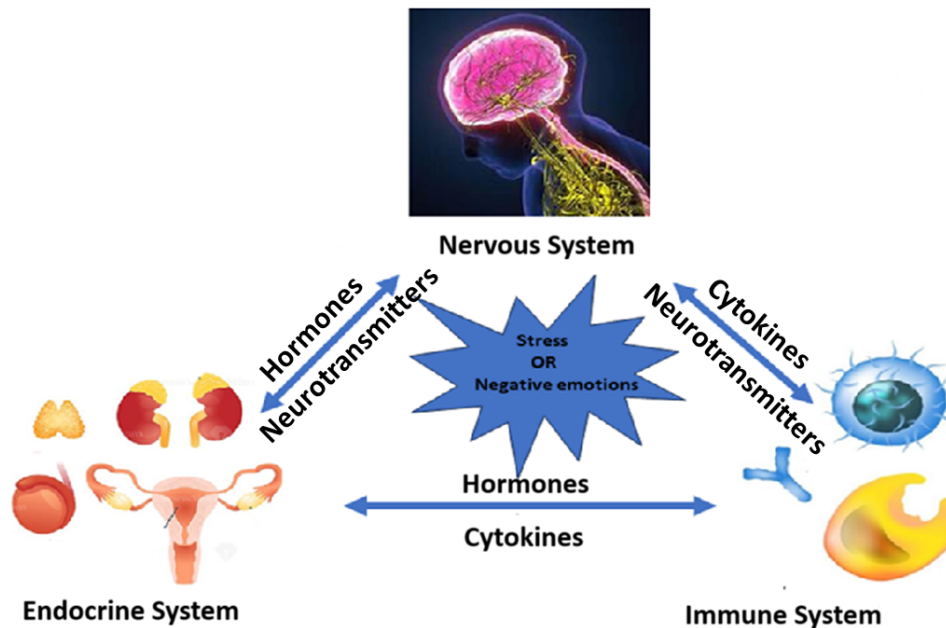 Nervous System
Hormones
Neurotransmitters
Cytokines
Neurotransmitters
Stress
OR
Negative emotions
Hormones
Cytokines
Endocrine System
Immune System